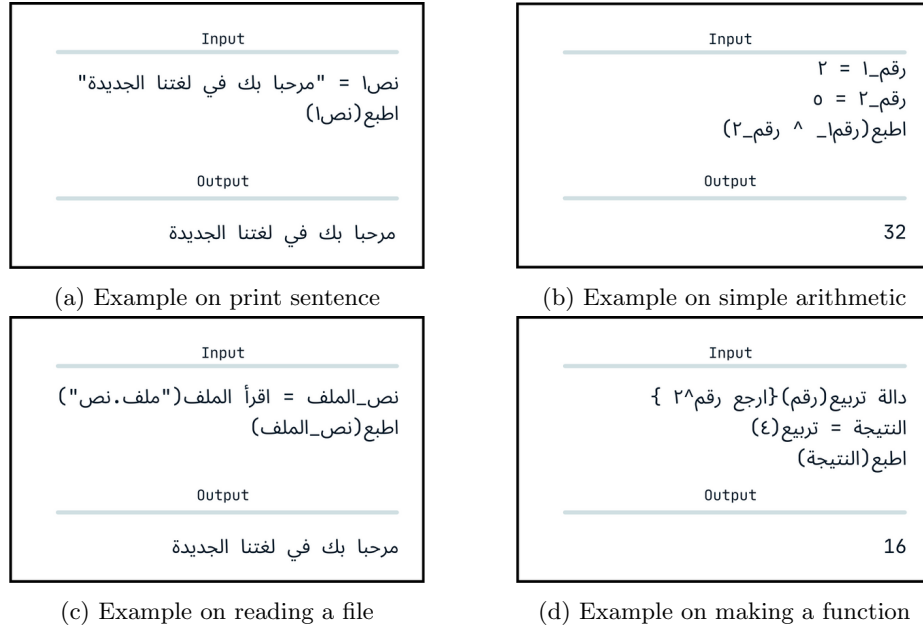 Input
نص١ = "مرحبا بك في لغتنا الجديدة"
اطبع(نص١)
Output
مرحبا بك في لغتنا الجديدة
(a) Example on print sentence
Input
رقم_١ = ٢
رقم_٢ = ٥
اطبع(رقم١_ ^ رقم_٢)
Output
32
(b) Example on simple arithmetic
Input
نص_الملف = اقرأ الملف("ملف.نص")
اطبع(نص_الملف)
Output
مرحبا بك في لغتنا الجديدة
(c) Example on reading a file
Input
دالة تربيع(رقم){ارجع رقم^٢ }
النتيجة = تربيع(٤)
اطبع(النتيجة)
Output
16
(d) Example on making a function